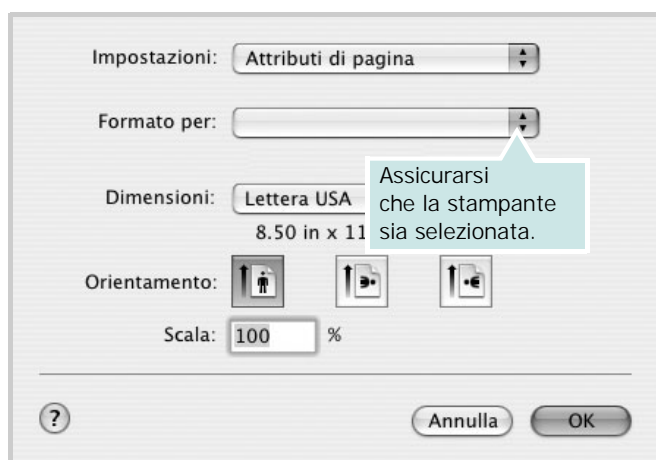 Impostazioni: Attributi di pagina
Formato per:
Assicurarsi
che la stampante
sia selezionata.
Dimensioni: Lettera USA
8.50 in x 11
Orientamento:
Scala: 100 %
? Annulla OK